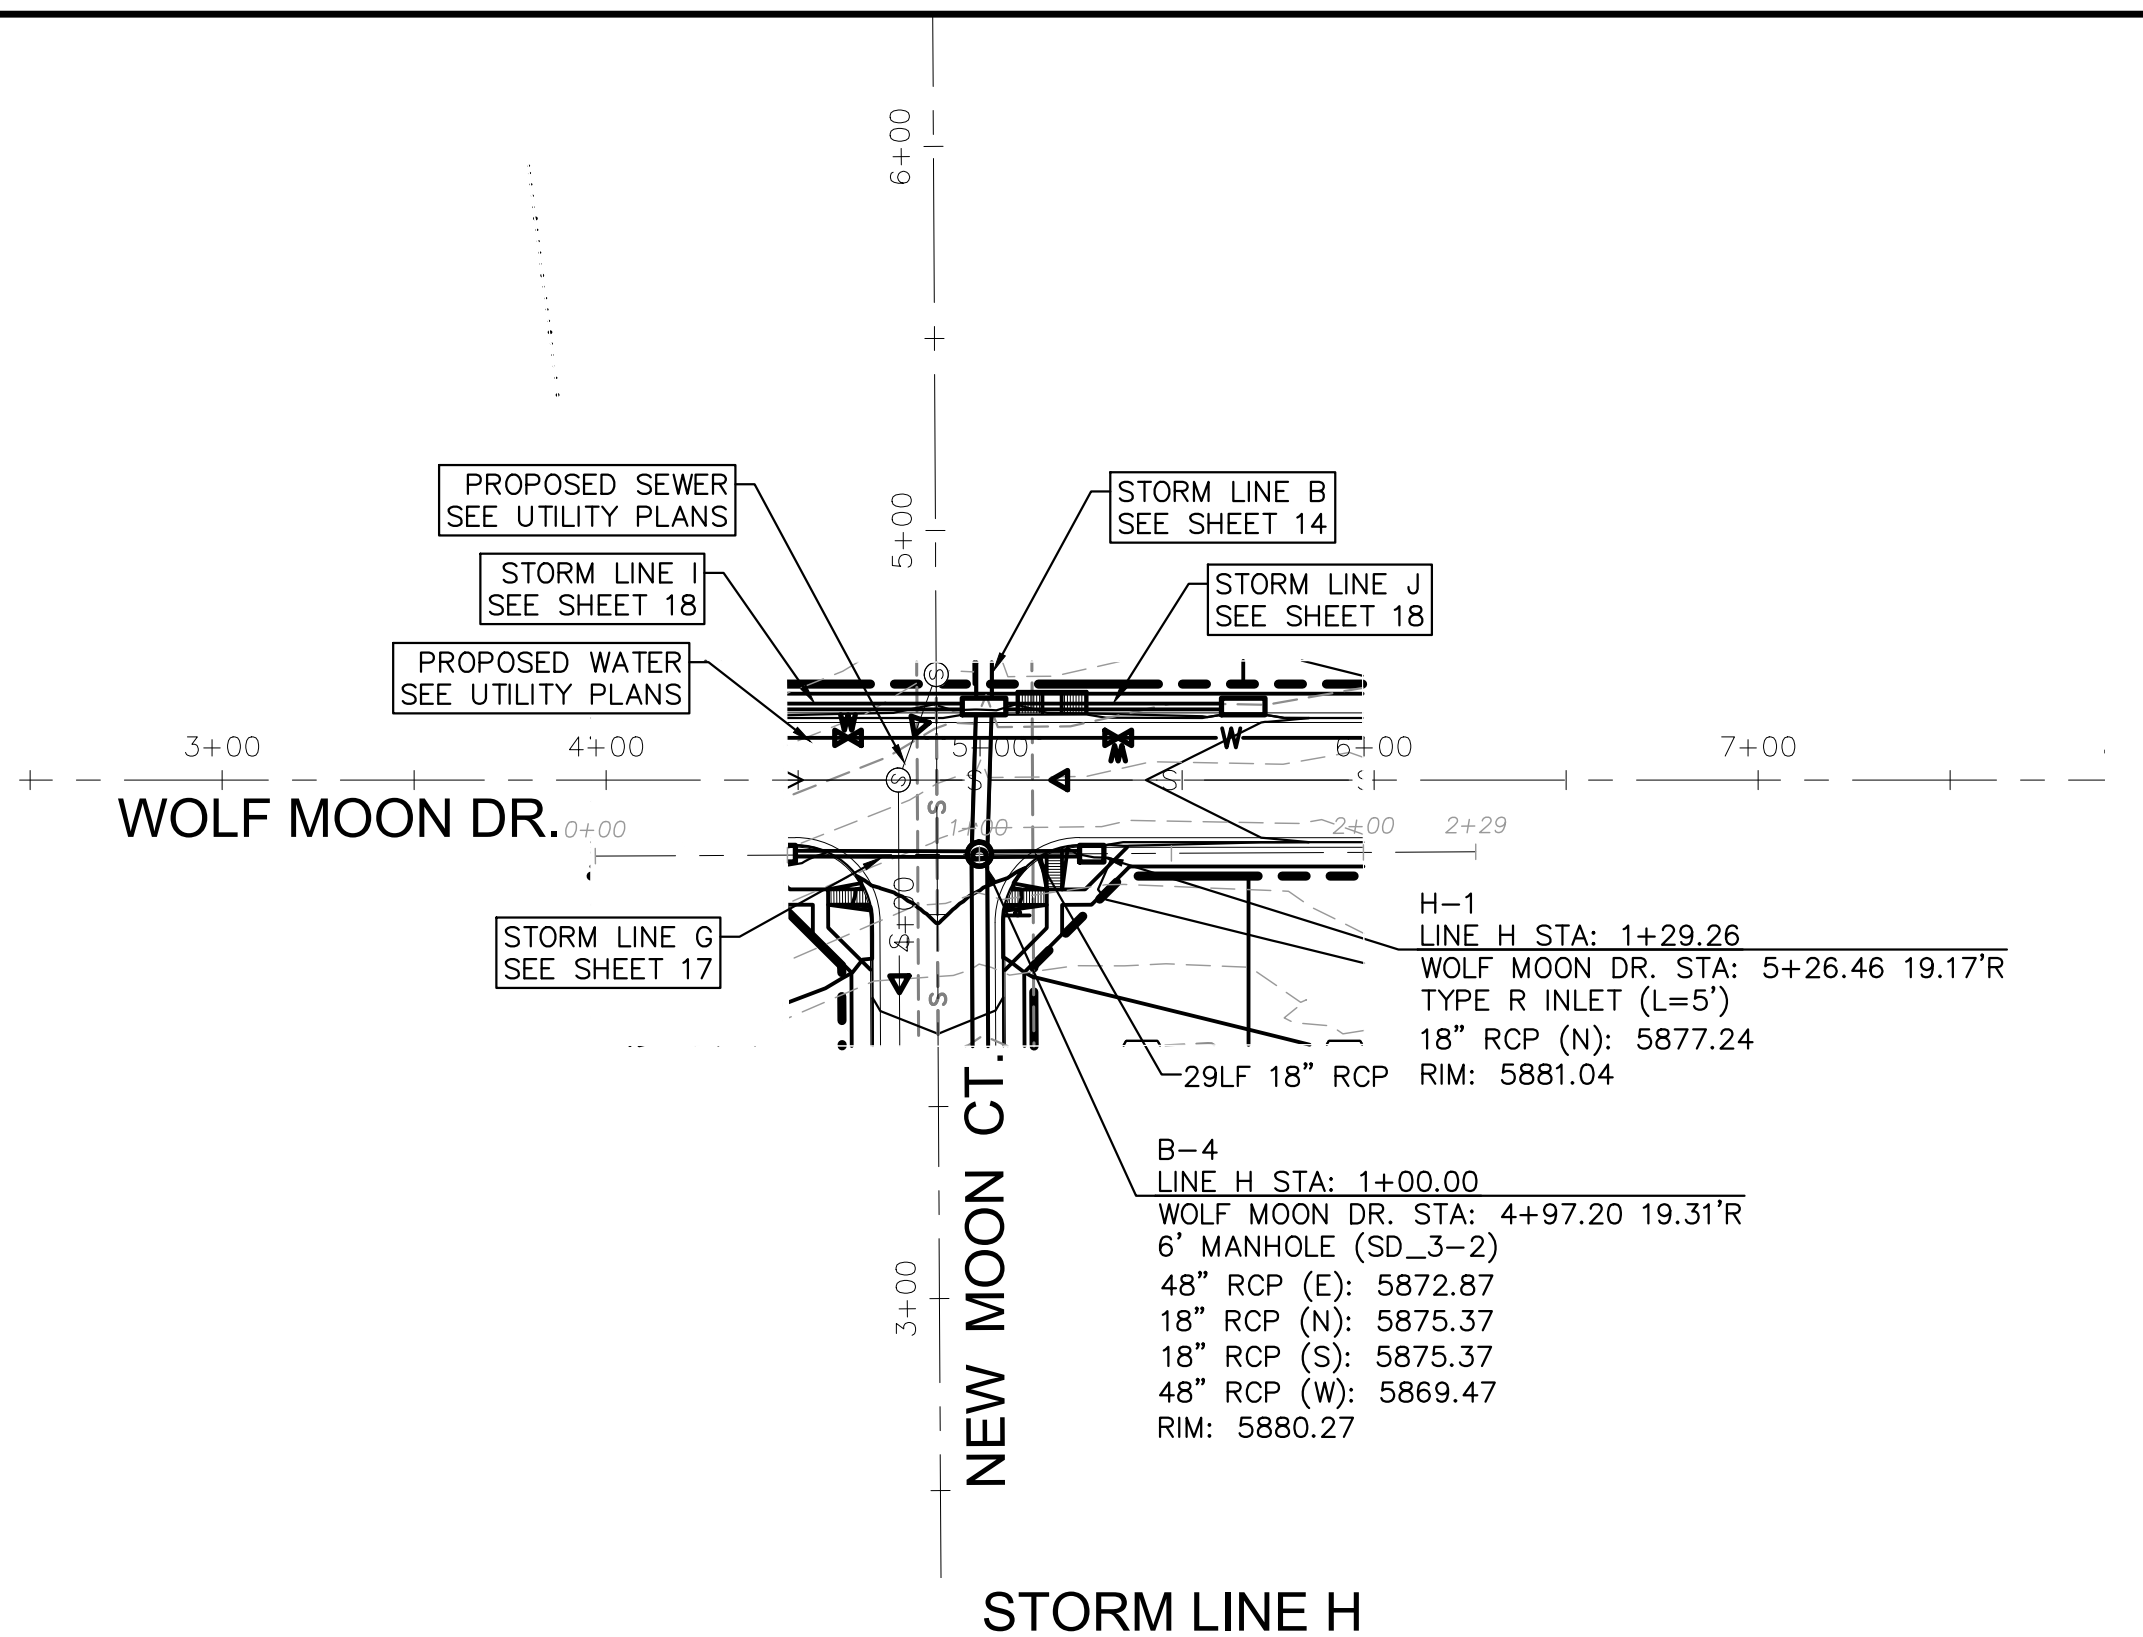 6+00
5+00
PROPOSED SEWER
SEE UTILITY PLANS
STORM LINE B
SEE SHEET 14
STORM LINE I
SEE SHEET 18
STORM LINE J
SEE SHEET 18
PROPOSED WATER
SEE UTILITY PLANS
S
W
W
W
3+00
4+00
5+00
6+00
7+00
S
S
S
S
WOLF MOON DR.
0+00
1+00
2+00
2+29
4+00
STORM LINE G
SEE SHEET 17
S
H-1
LINE H STA: 1+29.26
WOLF MOON DR. STA: 5+26.46 19.17'R
TYPE R INLET (L=5')
18" RCP (N): 5877.24
RIM: 5881.04
29LF 18" RCP
B-4
LINE H STA: 1+00.00
WOLF MOON DR. STA: 4+97.20 19.31'R
6' MANHOLE (SD_3-2)
48" RCP (E): 5872.87
18" RCP (N): 5875.37
18" RCP (S): 5875.37
48" RCP (W): 5869.47
RIM: 5880.27
3+00
NEW MOON CT.
STORM LINE H